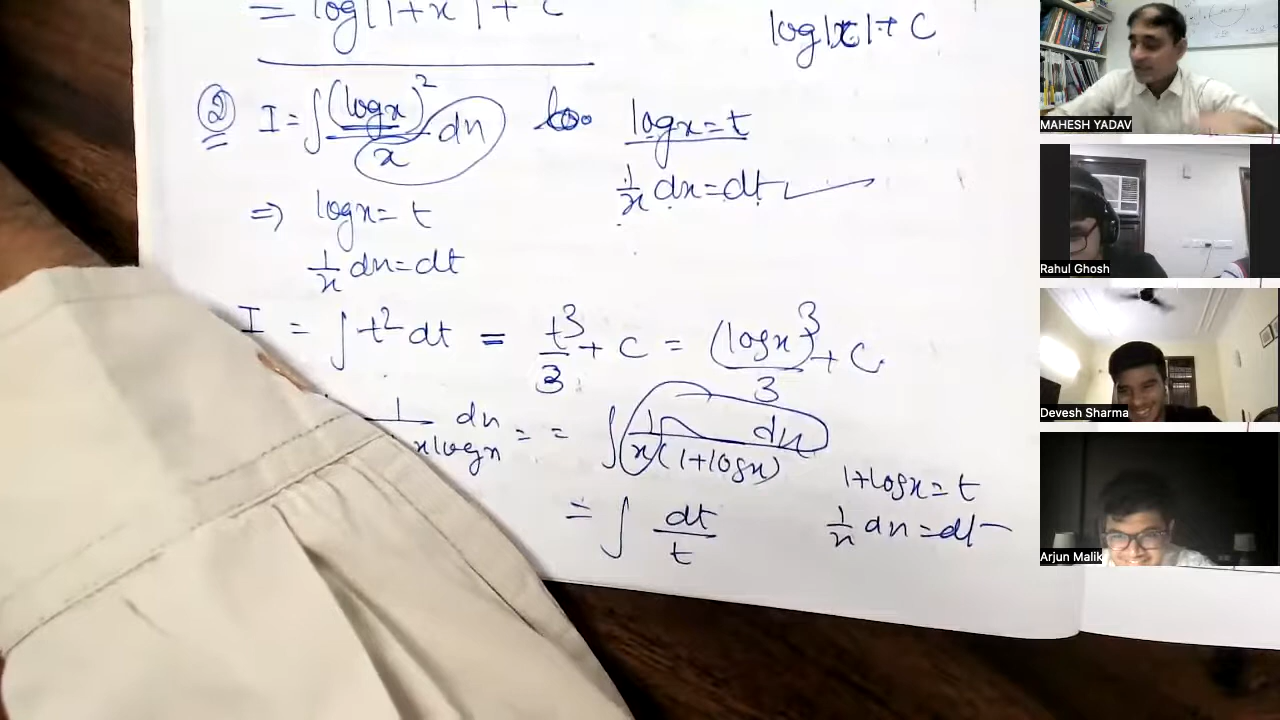 = log|1+x|+c
log|x|+C
② I = ∫ (logx)² / x dx
logx = t
1/x dx = dt
⇒ logx = t
1/x dx = dt
I = ∫ t² dt = t³/3 + C = (logx)³/3 + C
1 / xlogx dx = = ∫ 1 / x(1+logx) dx
1+logx = t
1/x dx = dt
= ∫ dt/t
MAHESH YADAV
Rahul Ghosh
Devesh Sharma
Arjun Malik